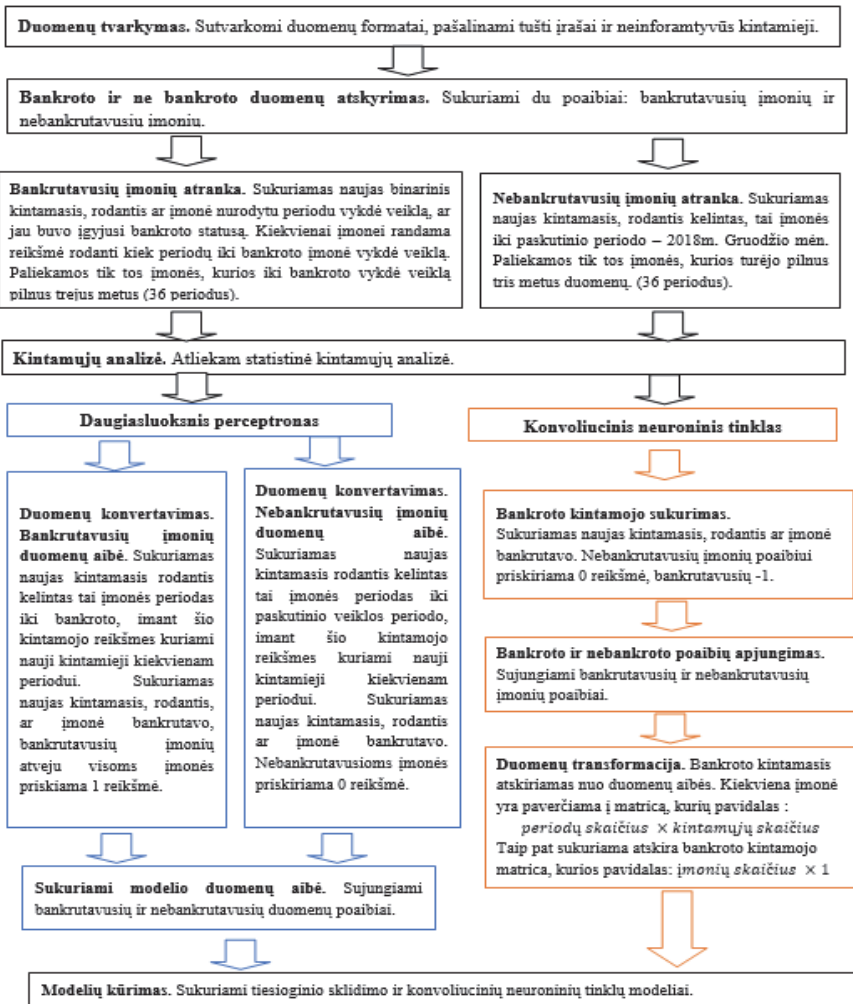 Duomenų tvarkymas. Sutvarkomi duomenų formatai, pašalinami tušti įrašai ir neinforamtyvūs kintamieji.
Bankroto ir ne bankroto duomenų atskyrimas. Sukuriami du poaibiai: bankrutavusių įmonių ir
nebankrutavusiu imoniu.
Bankrutavusių įmonių atranka. Sukuriamas naujas binarinis
kintamasis, rodantis ar įmonė nurodytu periodu vykdė veiklą, ar
jau buvo įgyjusi bankroto statusą. Kiekvienai įmonei randama
reikšmė rodanti kiek periodų iki bankroto įmonė vykdė veiklą.
Paliekamos tik tos įmonės, kurios iki bankroto vykdė veiklą
pilnus trejus metus (36 periodus).
Nebankrutavusių įmonių atranka. Sukuriamas
naujas kintamasis, rodantis kelintas, tai įmonės
iki paskutinio periodo – 2018m. Gruodžio mėn.
Paliekamos tik tos įmonės, kurios turėjo pilnus
tris metus duomenų. (36 periodus).
Kintamųjų analizė. Atliekam statistinė kintamųjų analizė.
Daugiasluoksnis perceptronas
Duomenų konvertavimas.
Bankrutavusių įmonių
duomenų aibė. Sukuriamas
naujas kintamasis rodantis
kelintas tai įmonės periodas
iki bankroto, imant šio
kintamojo reikšmes kuriami
nauji kintamieji kiekvienam
periodui. Sukuriamas
naujas kintamasis, rodantis,
ar įmonė bankrutavo,
bankrutavusių įmonių
atveju visoms įmonės
priskiama 1 reikšmė.
Duomenų konvertavimas.
Nebankrutavusių įmonių
duomenų aibė.
Sukuriamas naujas
kintamasis rodantis kelintas
tai įmonės periodas iki
paskutinio veiklos periodo,
imant šio kintamojo
reikšmes kuriami nauji
kintamieji kiekvienam
periodui. Sukuriamas
naujas kintamasis, rodantis
ar įmonė bankrutavo.
Nebankrutavusioms įmonės
priskiriama 0 reikšmė.
Sukuriami modelio duomenų aibė. Sujungiami
bankrutavusių ir nebankrutavusių duomenų poaibiai.
Konvoliucinis neuroninis tinklas
Bankroto kintamojo sukurimas.
Sukuriamas naujas kintamasis, rodantis ar įmonė
bankrutavo. Nebankrutavusių įmonių poaibiui
priskiriama 0 reikšmė, bankrutavusių -1.
Bankroto ir nebankroto poaibių apjungimas.
Sujungiami bankrutavusių ir nebankrutavusių
įmonių poaibiai.
Duomenų transformacija. Bankroto kintamasis
atskiriamas nuo duomenų aibės. Kiekviena įmonė
yra paverčiama į matricą, kurių pavidalas :
periodų skaičius × kintamųjų skaičius
Taip pat sukuriama atskira bankroto kintamojo
matrica, kurios pavidalas: įmonių skaičius × 1
Modelių kūrimas. Sukuriami tiesioginio sklidimo ir konvoliucinių neuroninių tinklų modeliai.